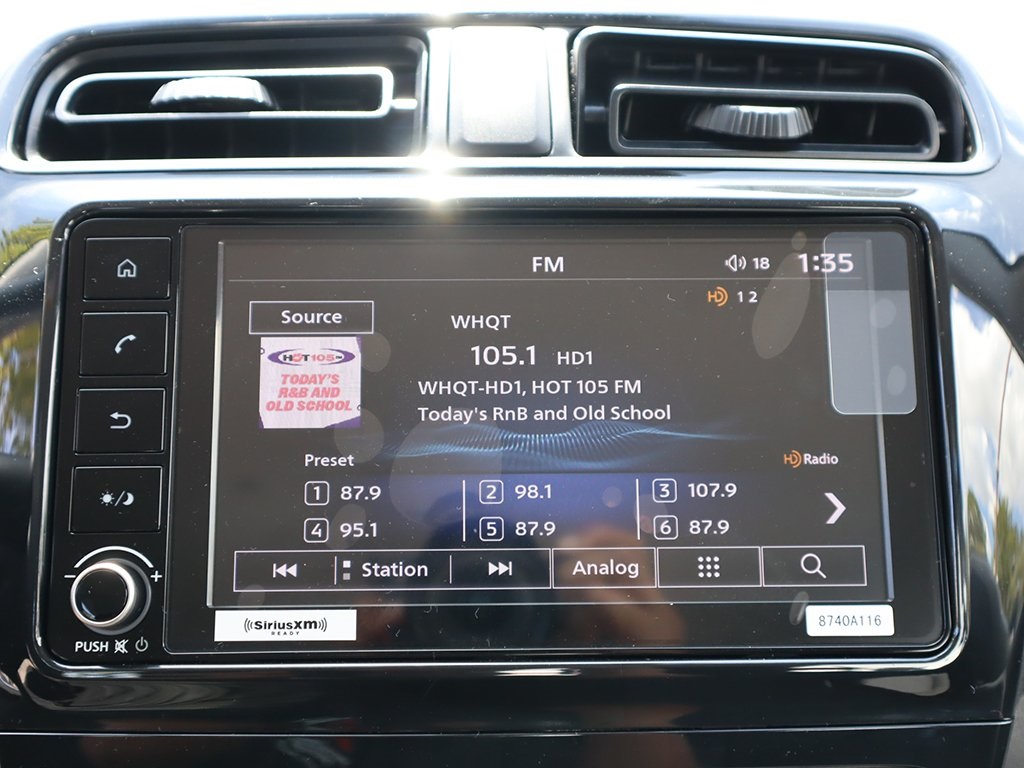 FM
18
1:35
HD 1 2
Source
WHQT
105.1 HD1
HOT105FM
TODAY'S
R&B AND
OLD SCHOOL
WHQT-HD1, HOT 105 FM
Today's RnB and Old School
Preset
HD Radio
1 87.9
2 98.1
3 107.9
4 95.1
5 87.9
6 87.9
Station
Analog
- +
PUSH
((SiriusXM))
READY
8740A116